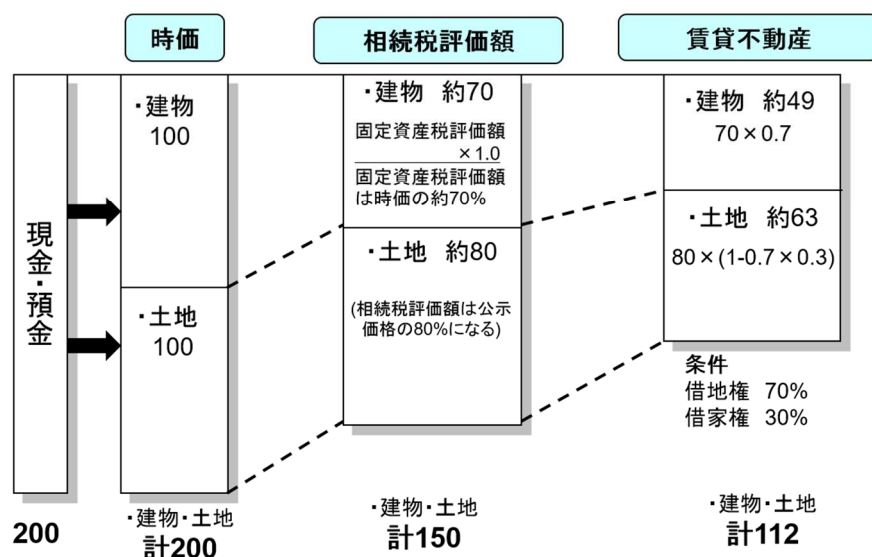 時価
相続税評価額
賃貸不動産
現金・預金
200
・建物
100
・土地
100
・建物・土地
計200
・建物 約70
固定資産税評価額
×1.0
固定資産税評価額
は時価の約70%
・土地 約80
(相続税評価額は公示
価格の80%になる)
・建物・土地
計150
・建物 約49
70×0.7
・土地 約63
80×(1-0.7×0.3)
条件
借地権 70%
借家権 30%
・建物・土地
計112